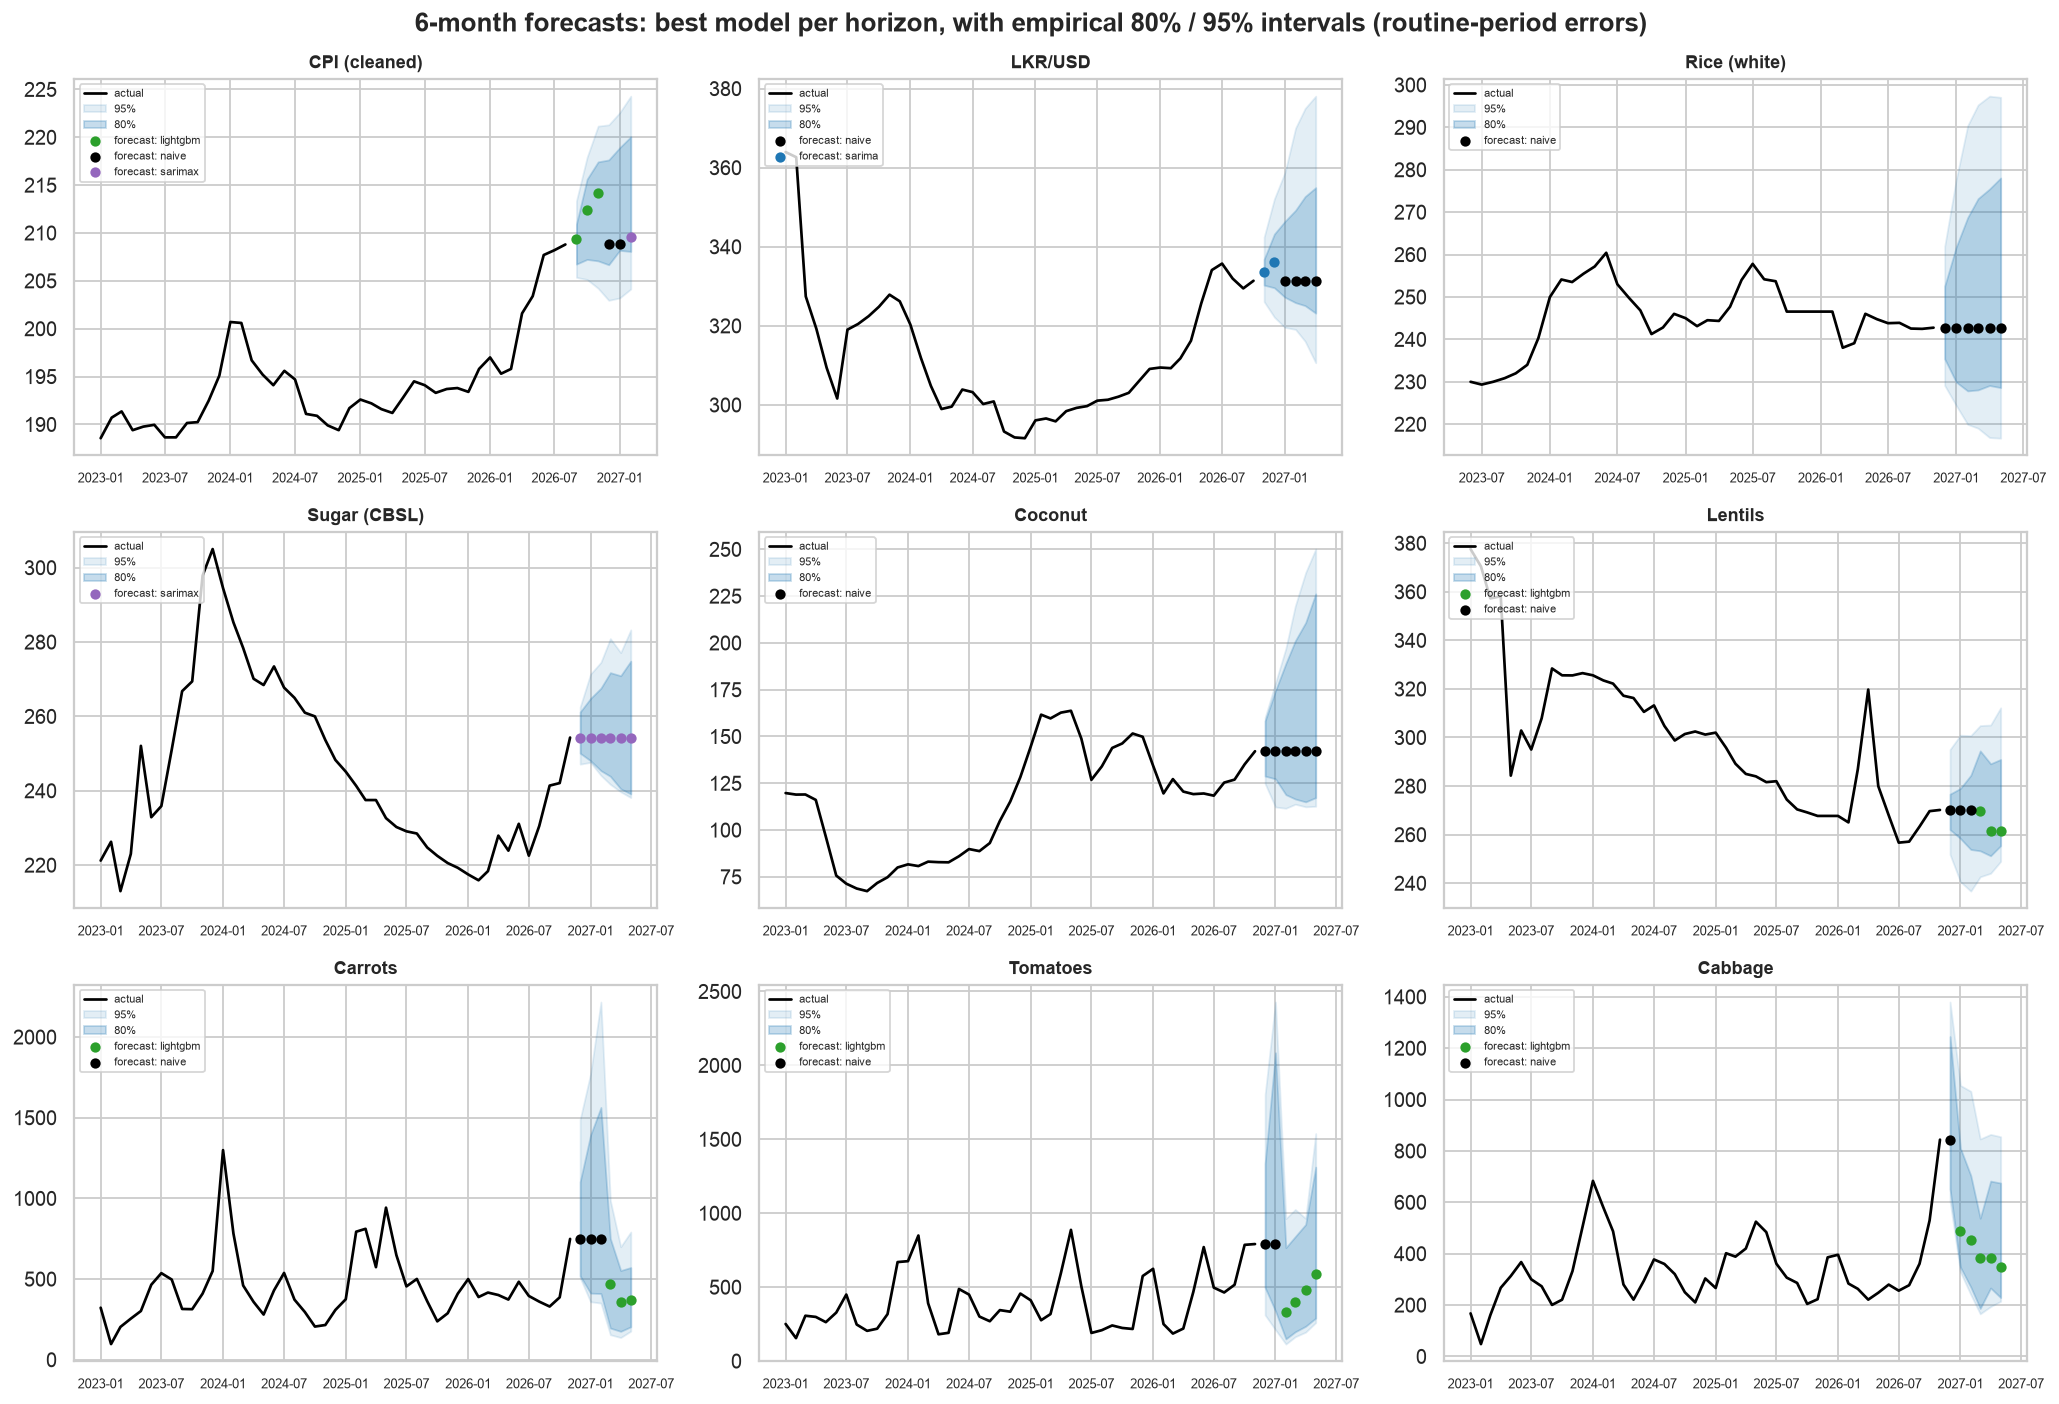 6-month forecasts: best model per horizon, with empirical 80% / 95% intervals (routine-period errors)
CPI (cleaned)
225
220
215
210
205
200
195
190
actual
95%
80%
forecast: lightgbm
forecast: naive
forecast: sarimax
2023-01 2023-07 2024-01 2024-07 2025-01 2025-07 2026-01 2026-07 2027-01
LKR/USD
380
360
340
320
300
actual
95%
80%
forecast: naive
forecast: sarima
2023-01 2023-07 2024-01 2024-07 2025-01 2025-07 2026-01 2026-07 2027-01
Rice (white)
300
290
280
270
260
250
240
230
220
actual
95%
80%
forecast: naive
2023-07 2024-01 2024-07 2025-01 2025-07 2026-01 2026-07 2027-01 2027-07
Sugar (CBSL)
300
280
260
240
220
actual
95%
80%
forecast: sarimax
2023-01 2023-07 2024-01 2024-07 2025-01 2025-07 2026-01 2026-07 2027-01 2027-07
Coconut
250
225
200
175
150
125
100
75
actual
95%
80%
forecast: naive
2023-01 2023-07 2024-01 2024-07 2025-01 2025-07 2026-01 2026-07 2027-01 2027-07
Lentils
380
360
340
320
300
280
260
240
actual
95%
80%
forecast: lightgbm
forecast: naive
2023-01 2023-07 2024-01 2024-07 2025-01 2025-07 2026-01 2026-07 2027-01 2027-07
Carrots
2000
1500
1000
500
0
actual
95%
80%
forecast: lightgbm
forecast: naive
2023-01 2023-07 2024-01 2024-07 2025-01 2025-07 2026-01 2026-07 2027-01 2027-07
Tomatoes
2500
2000
1500
1000
500
0
actual
95%
80%
forecast: lightgbm
forecast: naive
2023-01 2023-07 2024-01 2024-07 2025-01 2025-07 2026-01 2026-07 2027-01 2027-07
Cabbage
1400
1200
1000
800
600
400
200
0
actual
95%
80%
forecast: lightgbm
forecast: naive
2023-01 2023-07 2024-01 2024-07 2025-01 2025-07 2026-01 2026-07 2027-01 2027-07